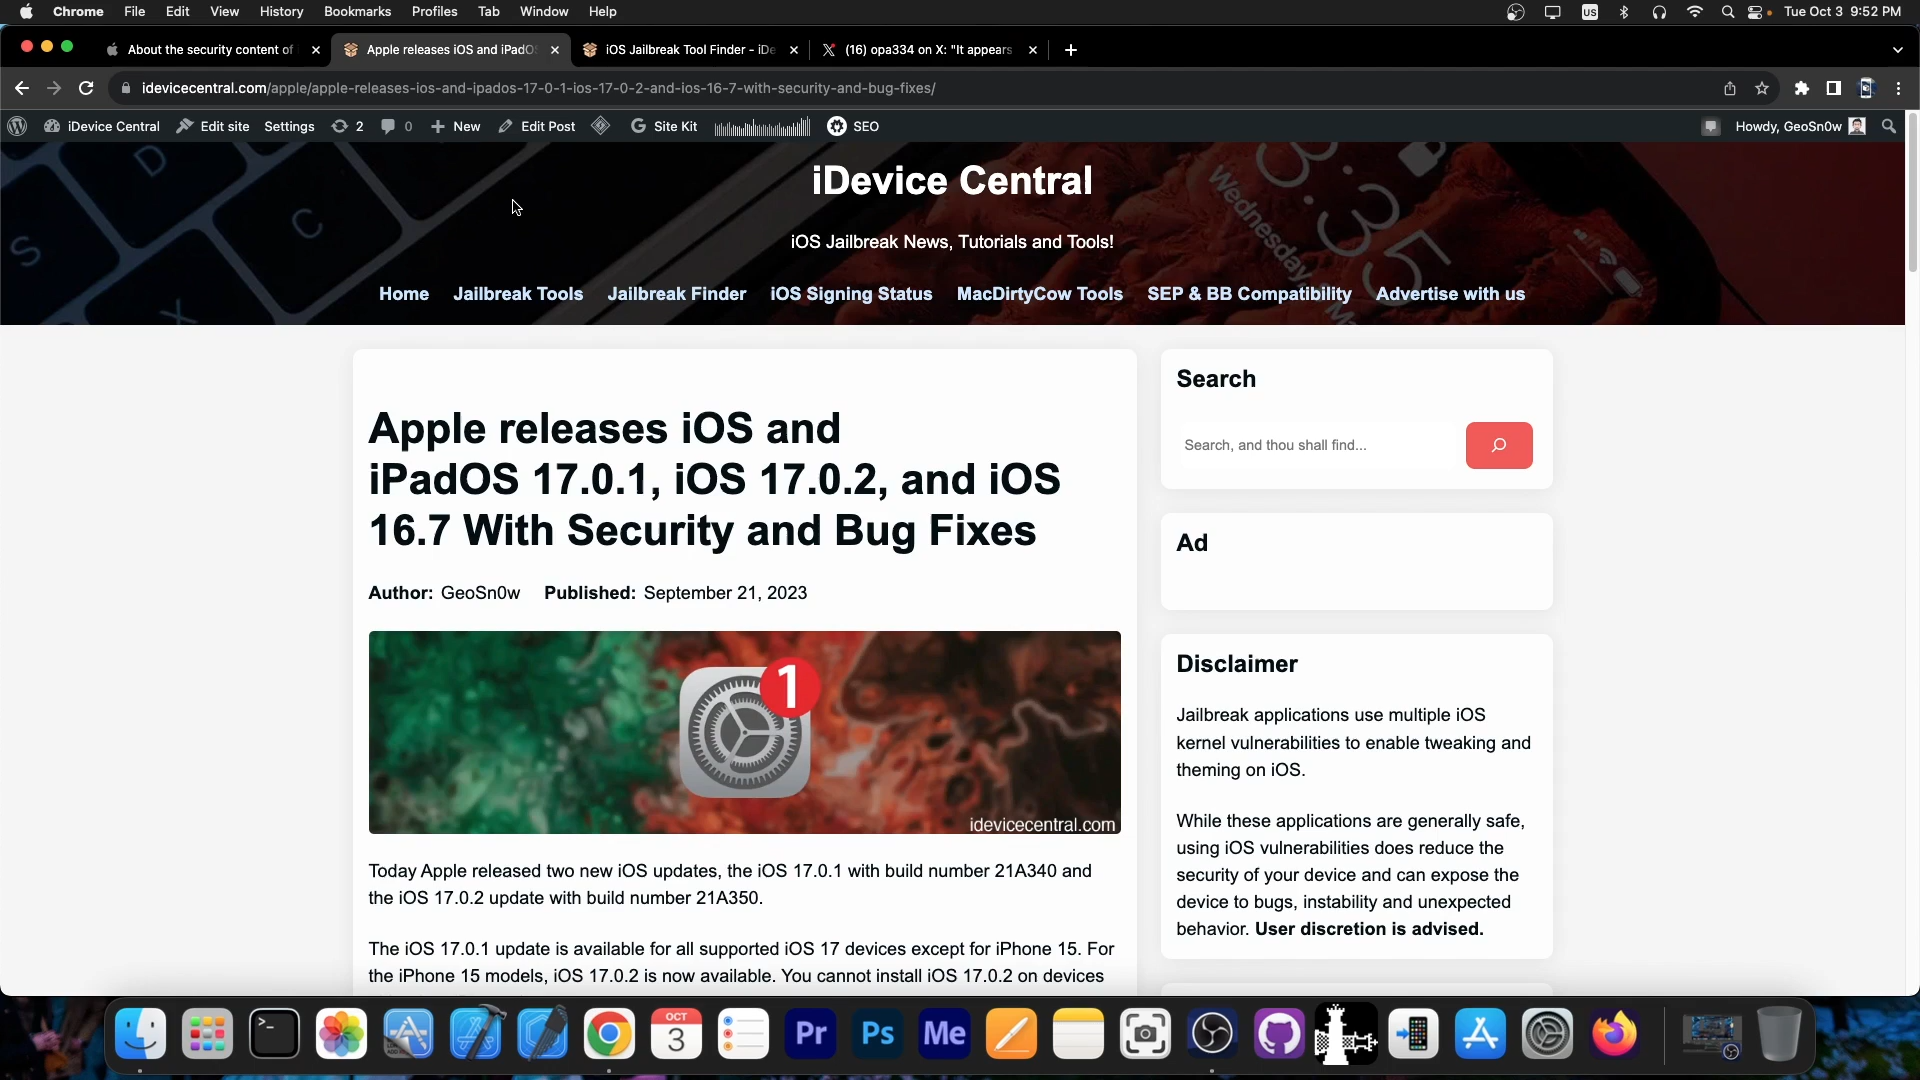 Chrome File Edit View History Bookmarks Profiles Tab Window Help US Tue Oct 3 9:52 PM
About the security content of Apple releases iOS and iPadOS iOS Jailbreak Tool Finder - iDe (16) opa334 on X: "It appears
idevicecentral.com/apple/apple-releases-ios-and-ipados-17-0-1-ios-17-0-2-and-ios-16-7-with-security-and-bug-fixes/
iDevice Central Edit site Settings 2 0 New Edit Post Site Kit SEO Howdy, GeoSn0w
iDevice Central
iOS Jailbreak News, Tutorials and Tools!
Home Jailbreak Tools Jailbreak Finder iOS Signing Status MacDirtyCow Tools SEP & BB Compatibility Advertise with us
S D C X
Wednesday
3:35
Apple releases iOS and
iPadOS 17.0.1, iOS 17.0.2, and iOS
16.7 With Security and Bug Fixes
Author: GeoSn0w Published: September 21, 2023
1
idevicecentral.com
Today Apple released two new iOS updates, the iOS 17.0.1 with build number 21A340 and
the iOS 17.0.2 update with build number 21A350.
The iOS 17.0.1 update is available for all supported iOS 17 devices except for iPhone 15. For
the iPhone 15 models, iOS 17.0.2 is now available. You cannot install iOS 17.0.2 on devices
Search
Search, and thou shall find...
Ad
Disclaimer
Jailbreak applications use multiple iOS
kernel vulnerabilities to enable tweaking and
theming on iOS.
While these applications are generally safe,
using iOS vulnerabilities does reduce the
security of your device and can expose the
device to bugs, instability and unexpected
behavior. User discretion is advised.
OCT
3
Pr Ps Me